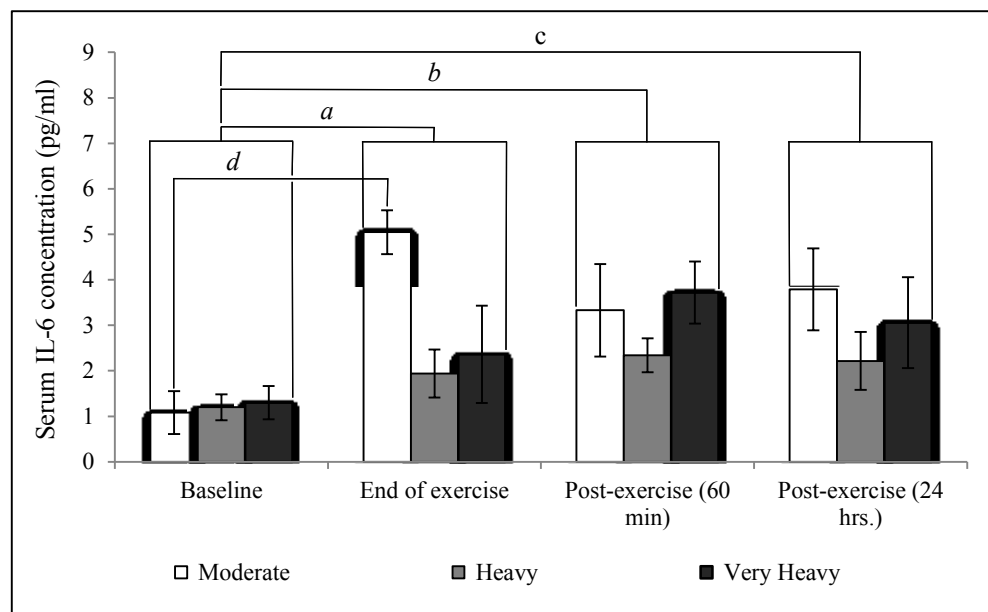 c
9
b
8
a
7
d
6
5
4
3
2
1
0
Serum IL-6 concentration (pg/ml)
Baseline
End of exercise
Post-exercise (60
min)
Post-exercise (24
hrs.)
Moderate
Heavy
Very Heavy